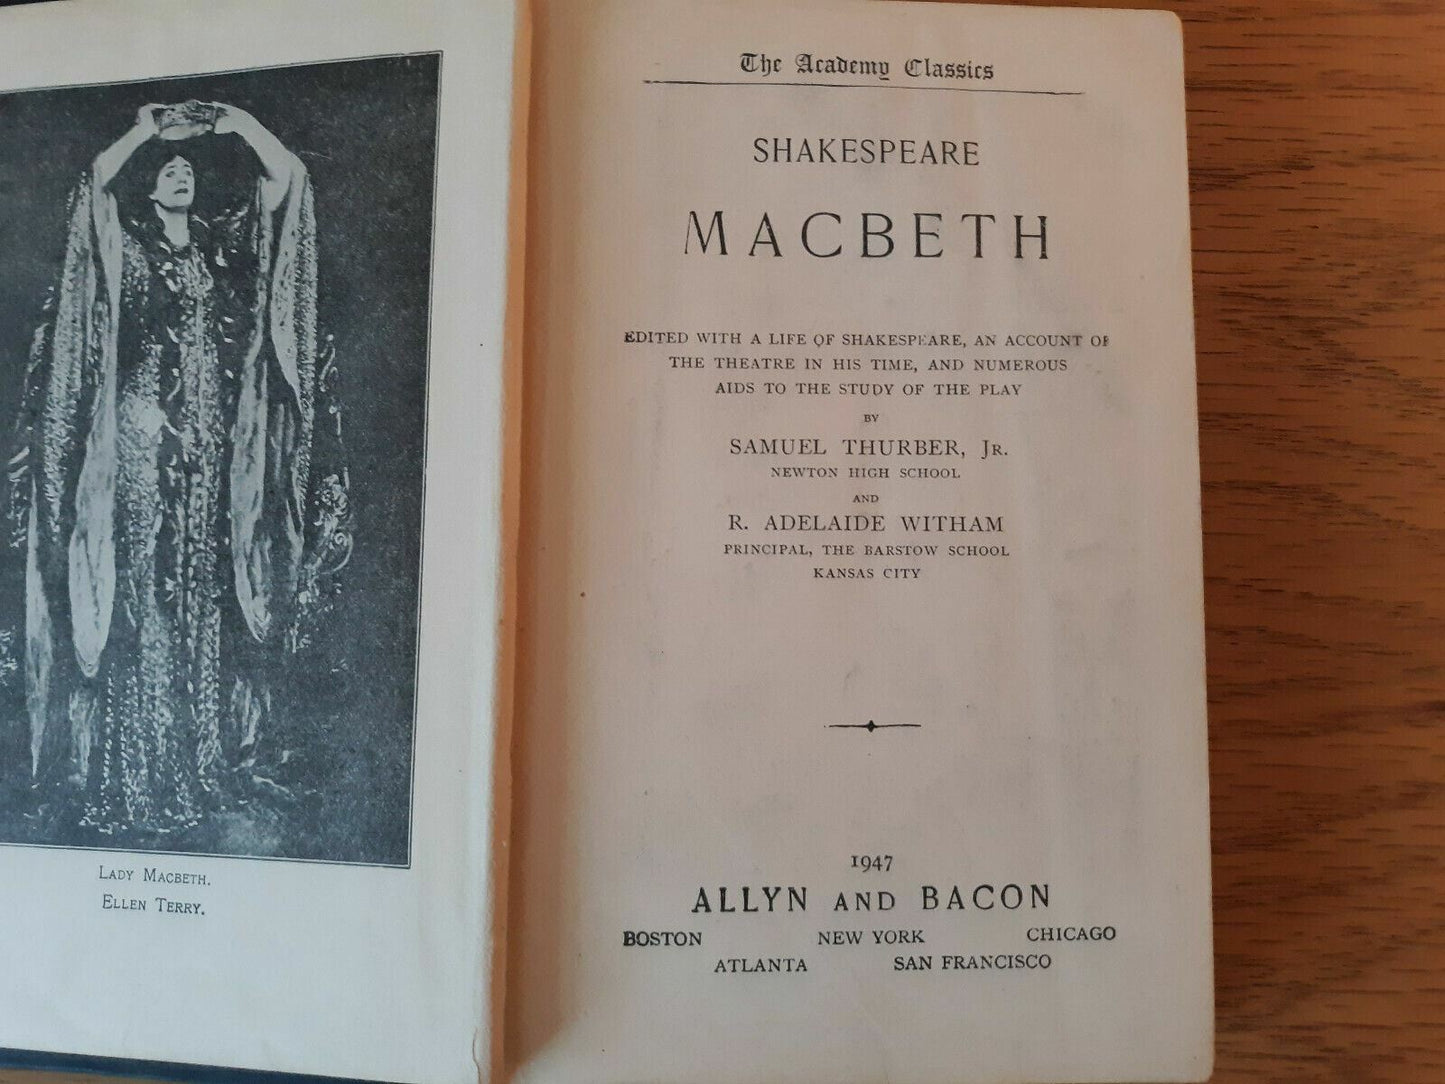 LADY MACBETH.
ELLEN TERRY.
The Academy Classics
SHAKESPEARE
MACBETH
EDITED WITH A LIFE OF SHAKESPEARE, AN ACCOUNT OF
THE THEATRE IN HIS TIME, AND NUMEROUS
AIDS TO THE STUDY OF THE PLAY
BY
SAMUEL THURBER, JR.
NEWTON HIGH SCHOOL
AND
R. ADELAIDE WITHAM
PRINCIPAL, THE BARSTOW SCHOOL
KANSAS CITY
1947
ALLYN AND BACON
BOSTON NEW YORK CHICAGO
ATLANTA SAN FRANCISCO